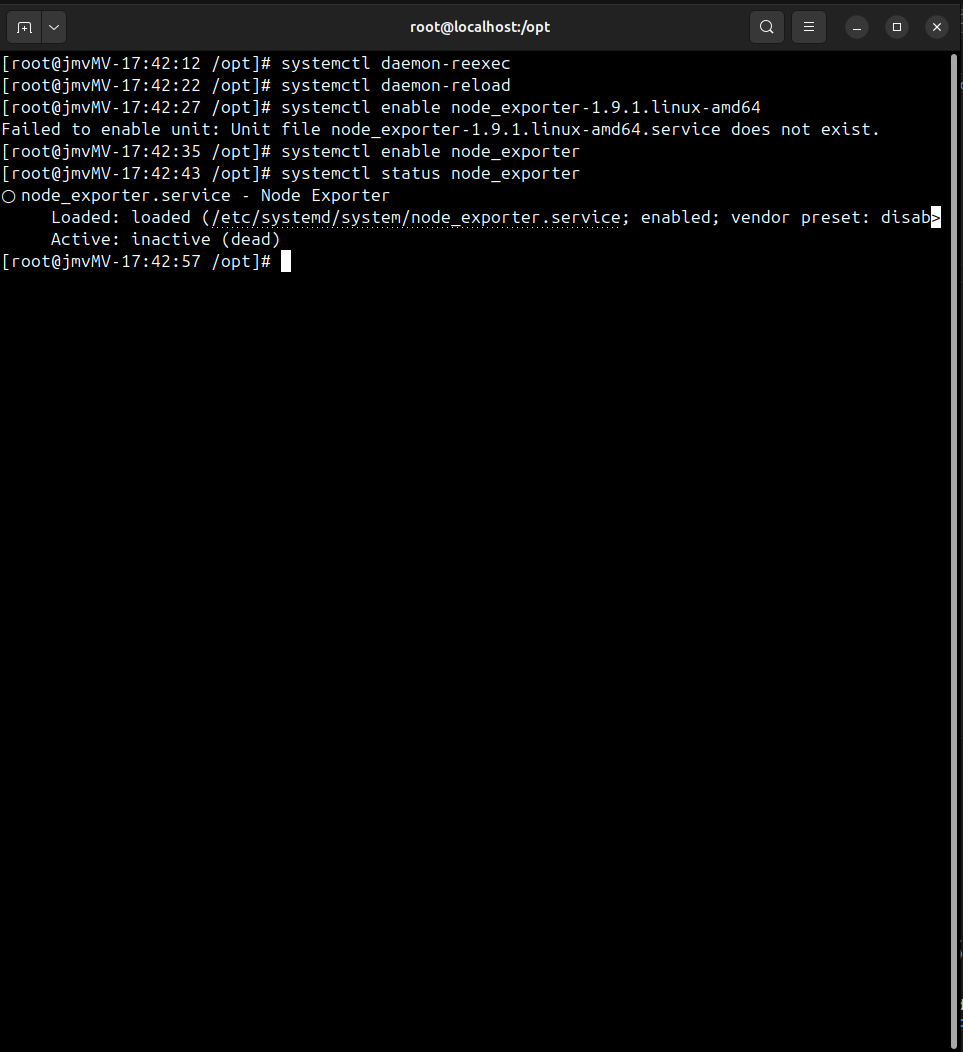 root@localhost:/opt
[root@jmvMV-17:42:12 /opt]# systemctl daemon-reexec
[root@jmvMV-17:42:22 /opt]# systemctl daemon-reload
[root@jmvMV-17:42:27 /opt]# systemctl enable node_exporter-1.9.1.linux-amd64
Failed to enable unit: Unit file node_exporter-1.9.1.linux-amd64.service does not exist.
[root@jmvMV-17:42:35 /opt]# systemctl enable node_exporter
[root@jmvMV-17:42:43 /opt]# systemctl status node_exporter
○ node_exporter.service - Node Exporter
     Loaded: loaded (/etc/systemd/system/node_exporter.service; enabled; vendor preset: disab>
     Active: inactive (dead)
[root@jmvMV-17:42:57 /opt]#